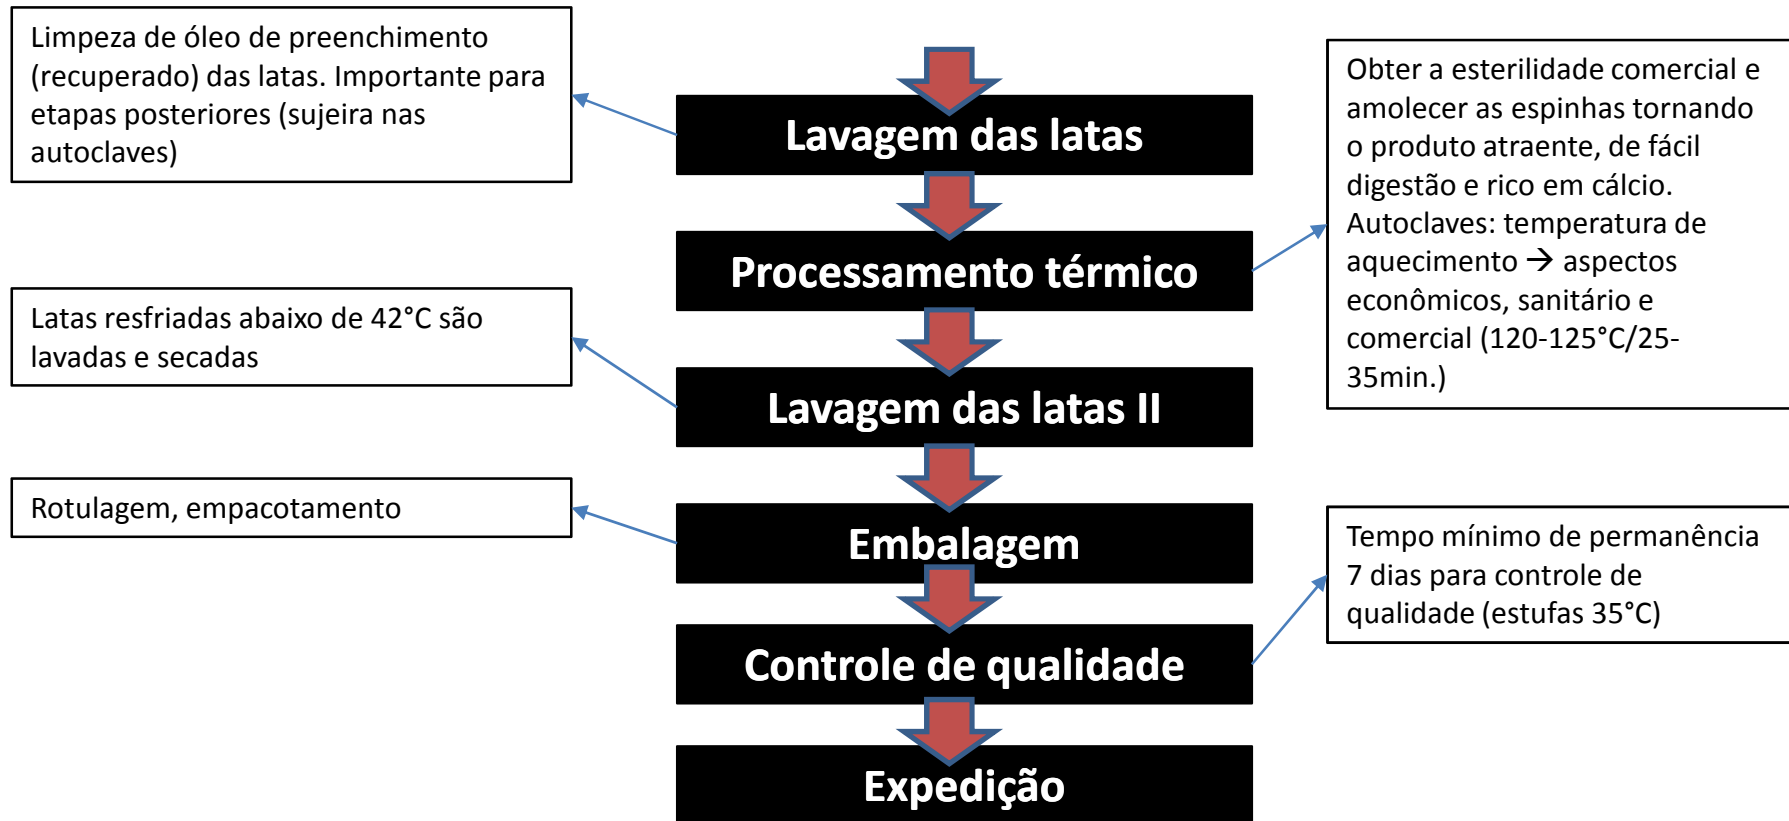 Limpeza de óleo de preenchimento
(recuperado) das latas. Importante para
etapas posteriores (sujeira nas
autoclaves)
Lavagem das latas
Obter a esterilidade comercial e
amolecer as espinhas tornando
o produto atraente, de fácil
digestão e rico em cálcio.
Autoclaves: temperatura de
aquecimento → aspectos
econômicos, sanitário e
comercial (120-125°C/25-
35min.)
Processamento térmico
Latas resfriadas abaixo de 42°C são
lavadas e secadas
Lavagem das latas II
Rotulagem, empacotamento
Embalagem
Tempo mínimo de permanência
7 dias para controle de
qualidade (estufas 35°C)
Controle de qualidade
Expedição